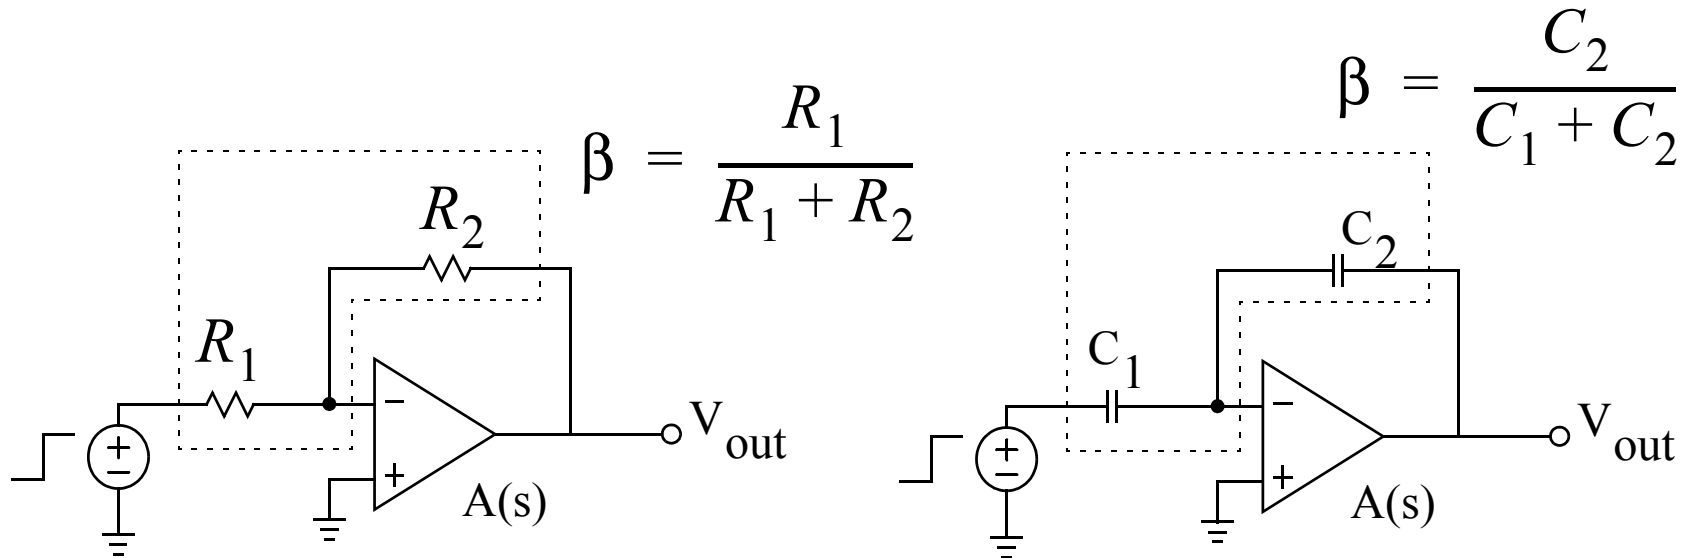 β = R1 / (R1 + R2)
R2
R1
+
−
−
+
A(s)
Vout
β = C2 / (C1 + C2)
C2
C1
+
−
−
+
A(s)
Vout